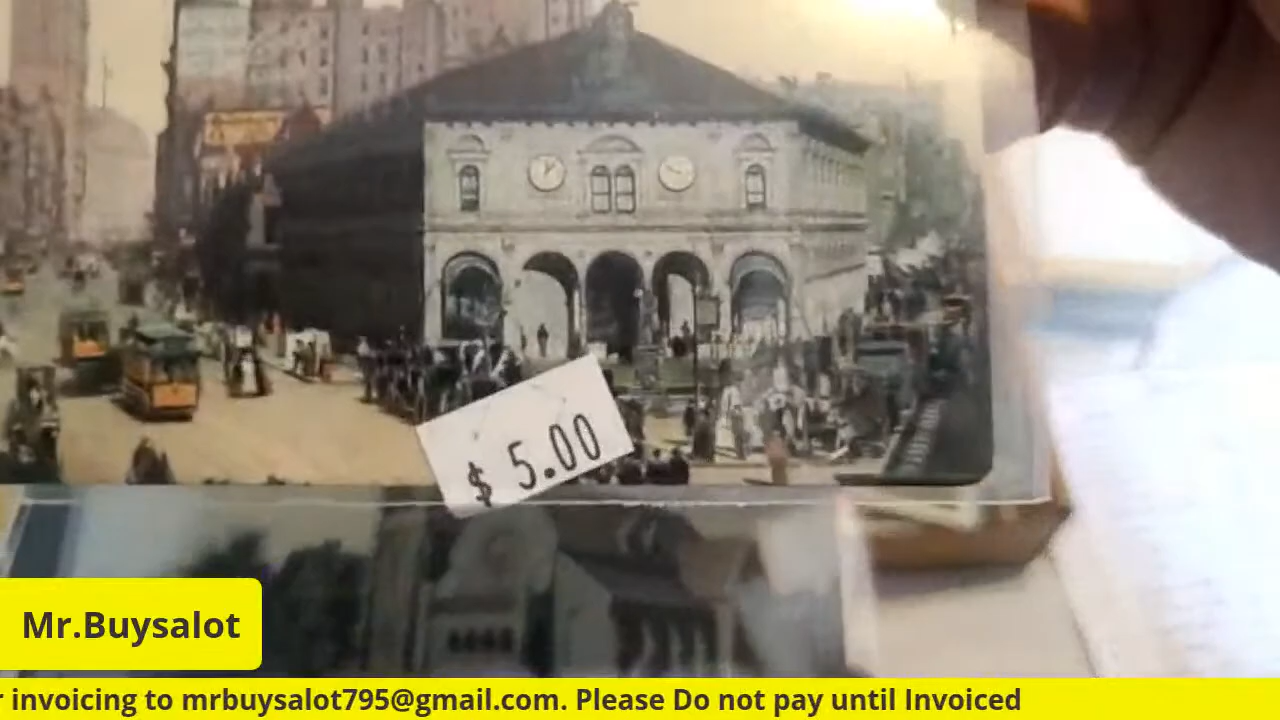 $ 5.00
Mr.Buysalot
r invoicing to mrbuysalot795@gmail.com. Please Do not pay until Invoiced